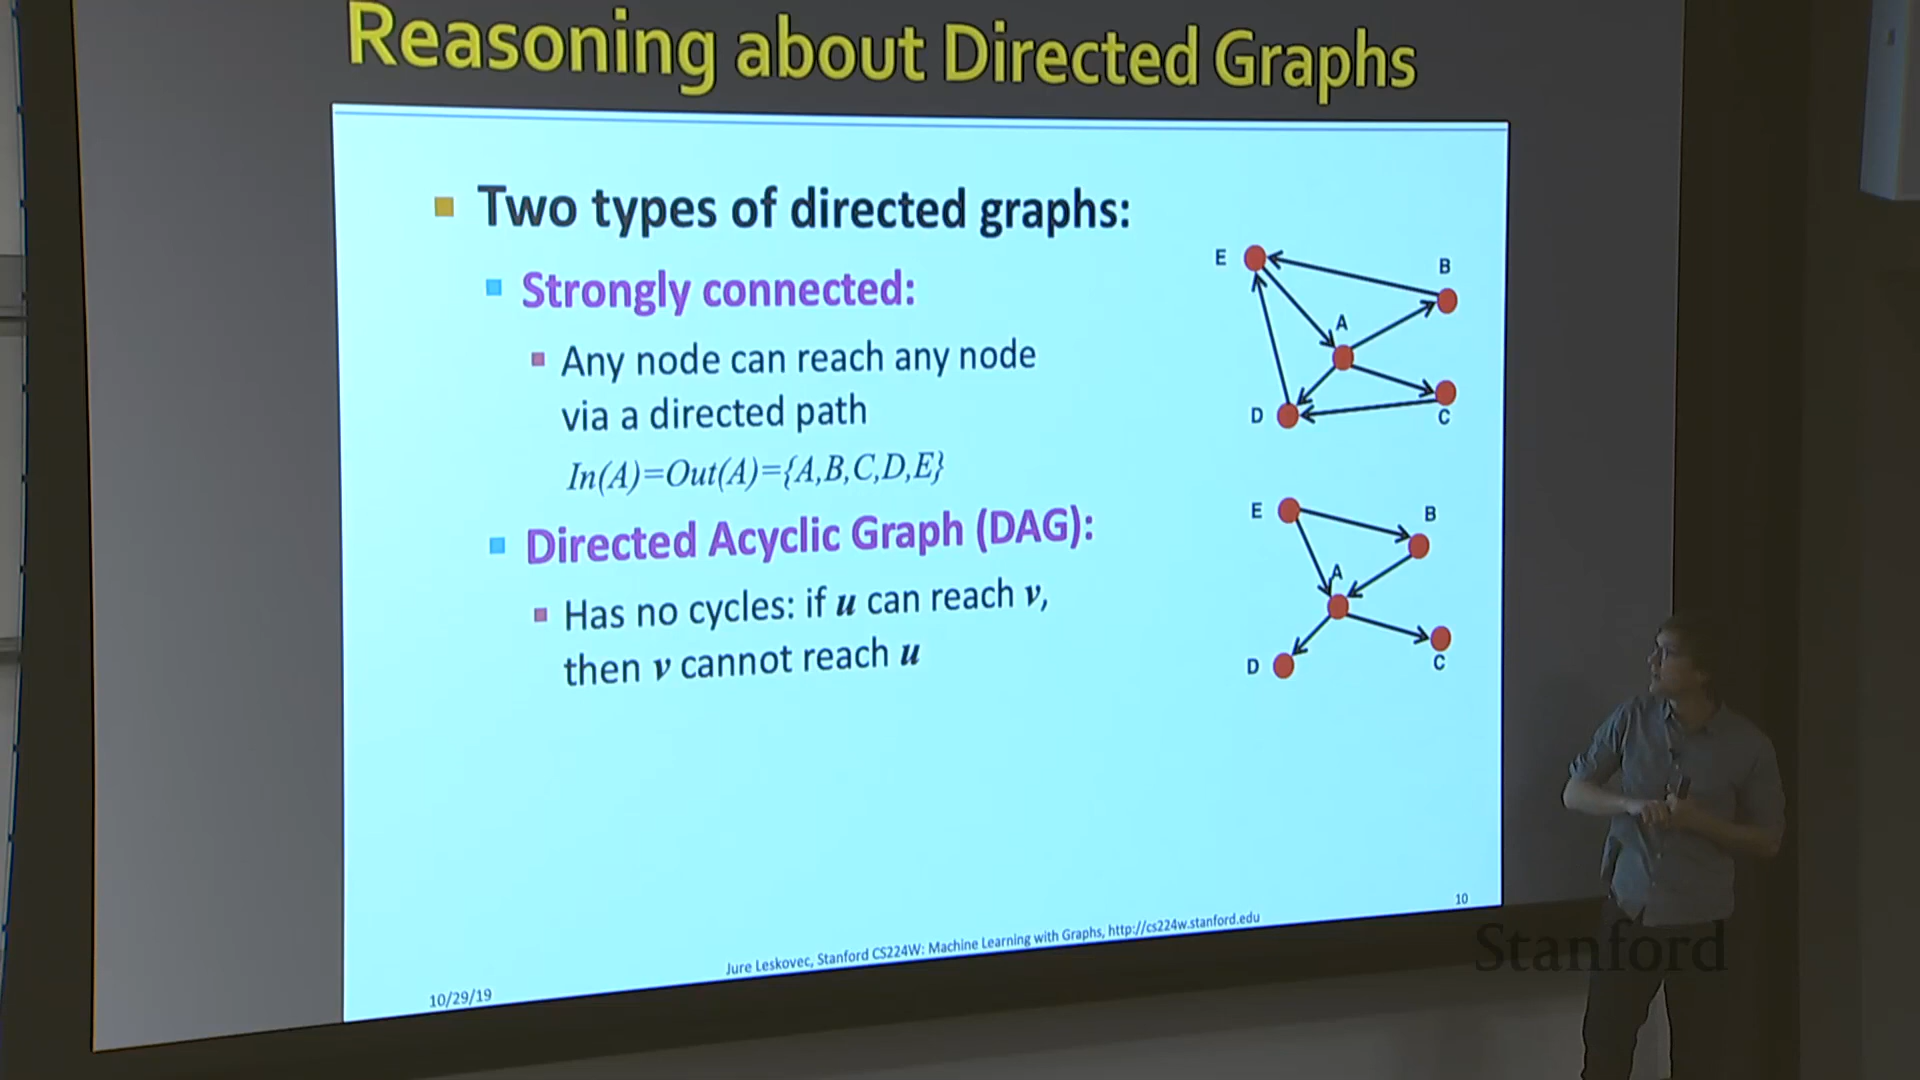 Reasoning about Directed Graphs
Two types of directed graphs:
Strongly connected:
Any node can reach any node
via a directed path
In(A)=Out(A)={A,B,C,D,E}
Directed Acyclic Graph (DAG):
Has no cycles: if u can reach v,
then v cannot reach u
E
B
A
D
C
E
B
A
D
C
10
Jure Leskovec, Stanford CS224W: Machine Learning with Graphs, http://cs224w.stanford.edu
10/29/19
Stanford